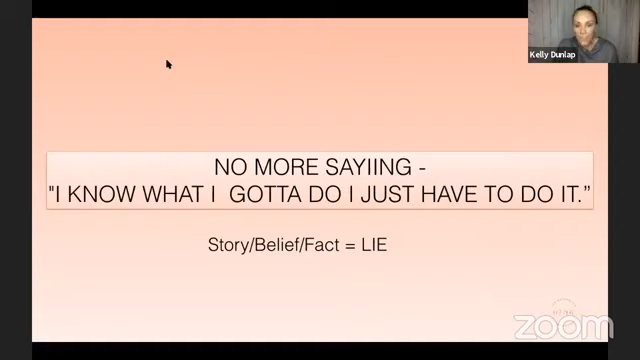 Kelly Dunlap
NO MORE SAYIING -
"I KNOW WHAT I GOTTA DO I JUST HAVE TO DO IT.”
Story/Belief/Fact = LIE
zoom